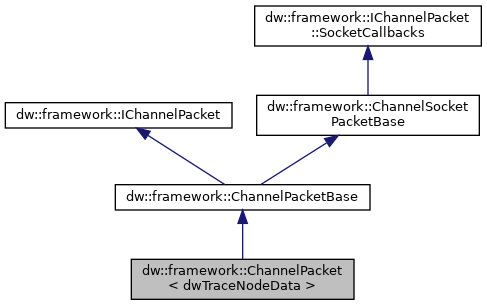 dw::framework::IChannelPacket
::SocketCallbacks
dw::framework::IChannelPacket
dw::framework::ChannelSocket
PacketBase
dw::framework::ChannelPacketBase
dw::framework::ChannelPacket
< dwTraceNodeData >